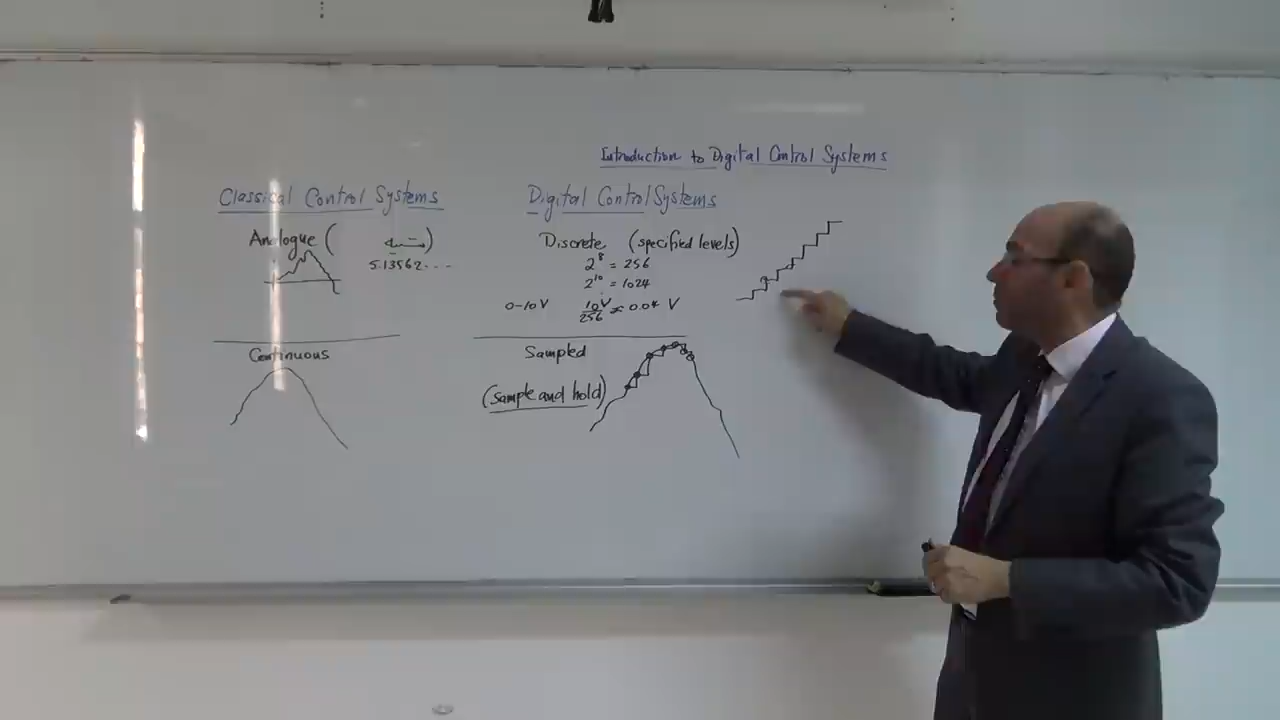 Introduction to Digital Control Systems
Classical Control Systems
Analogue (
5.13562....
Continuous
Digital Control Systems
Discrete (specified levels)
2^8 = 256
2^10 = 1024
0-10 V 10V/256 ≈ 0.04 V
Sampled
(Sample and hold)